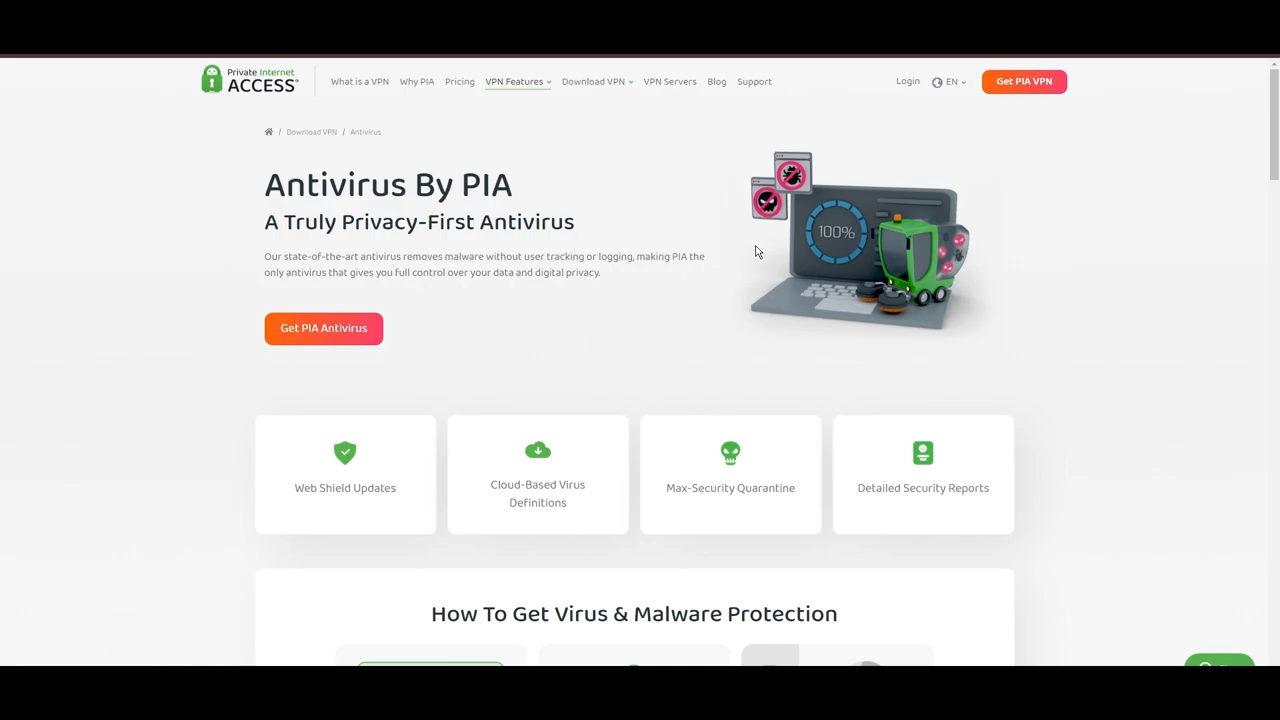 Private Internet
ACCESS®
What is a VPN
Why PIA
Pricing
VPN Features
Download VPN
VPN Servers
Blog
Support
Login
EN
Get PIA VPN
/ Download VPN / Antivirus
Antivirus By PIA
A Truly Privacy-First Antivirus
Our state-of-the-art antivirus removes malware without user tracking or logging, making PIA the
only antivirus that gives you full control over your data and digital privacy.
100%
Get PIA Antivirus
Web Shield Updates
Cloud-Based Virus
Definitions
Max-Security Quarantine
Detailed Security Reports
How To Get Virus & Malware Protection